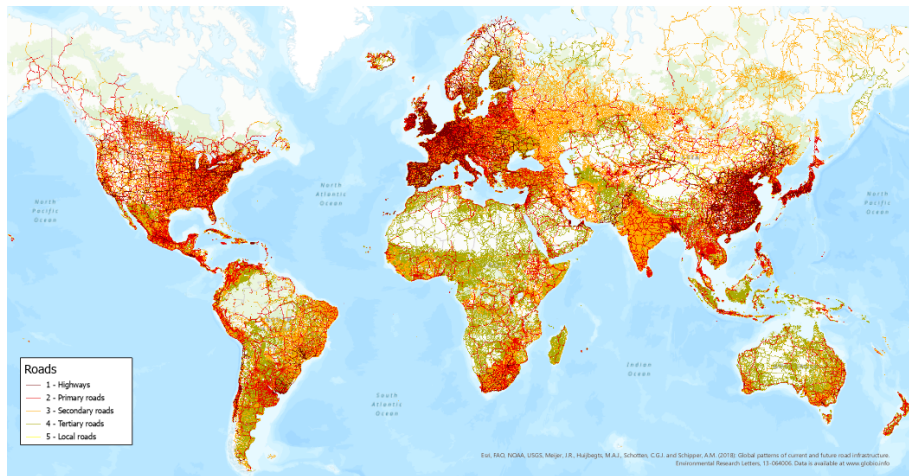 North
Pacific
Ocean
North
Atlantic
Ocean
North
Pacific
Ocean
Indian
Ocean
South
Atlantic
Ocean
Roads
1 - Highways
2 - Primary roads
3 - Secondary roads
4 - Tertiary roads
5 - Local roads
Esri, FAO, NOAA, USGS, Meijer, J.R., Huijbegts, M.A.J., Schotten, C.G.J. and Schipper, A.M. (2018): Global patterns of current and future road infrastructure.
Environmental Research Letters, 13-064006. Data is available at www.globio.info